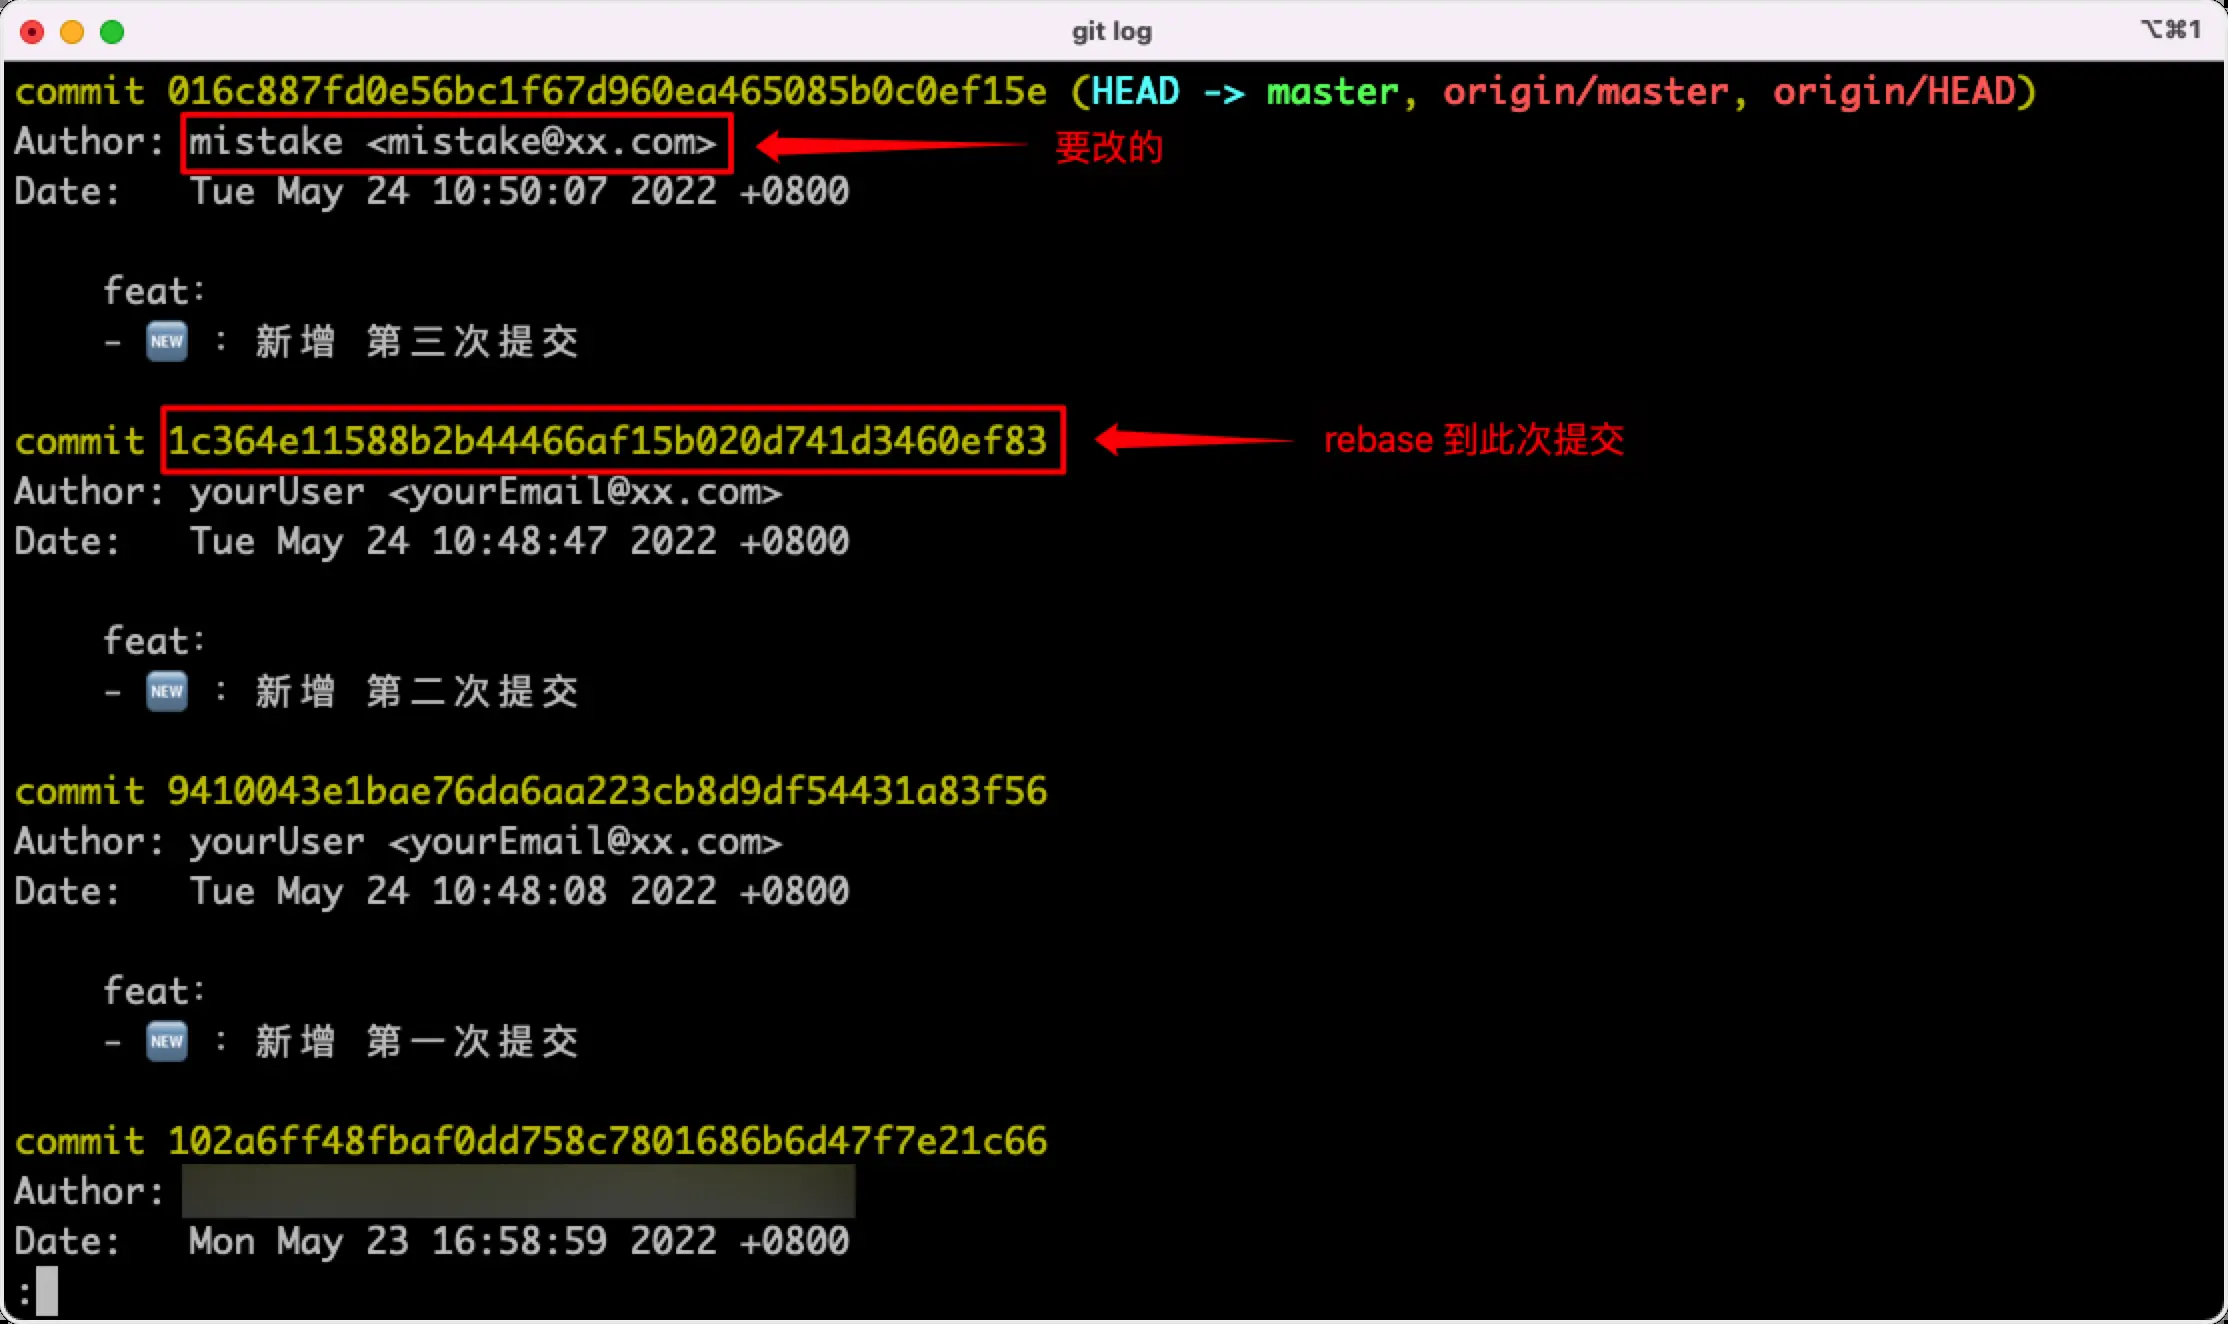 git log
⌥⌘1
commit 016c887fd0e56bc1f67d960ea465085b0c0ef15e (HEAD -> master, origin/master, origin/HEAD)
Author: mistake <mistake@xx.com> 要改的
Date: Tue May 24 10:50:07 2022 +0800
feat:
- 🆕 : 新增 第三次提交
commit 1c364e11588b2b44466af15b020d741d3460ef83 rebase 到此次提交
Author: yourUser <yourEmail@xx.com>
Date: Tue May 24 10:48:47 2022 +0800
feat:
- 🆕 : 新增 第二次提交
commit 9410043e1bae76da6aa223cb8d9df54431a83f56
Author: yourUser <yourEmail@xx.com>
Date: Tue May 24 10:48:08 2022 +0800
feat:
- 🆕 : 新增 第一次提交
commit 102a6ff48fbaf0dd758c7801686b6d47f7e21c66
Author:
Date: Mon May 23 16:58:59 2022 +0800
: